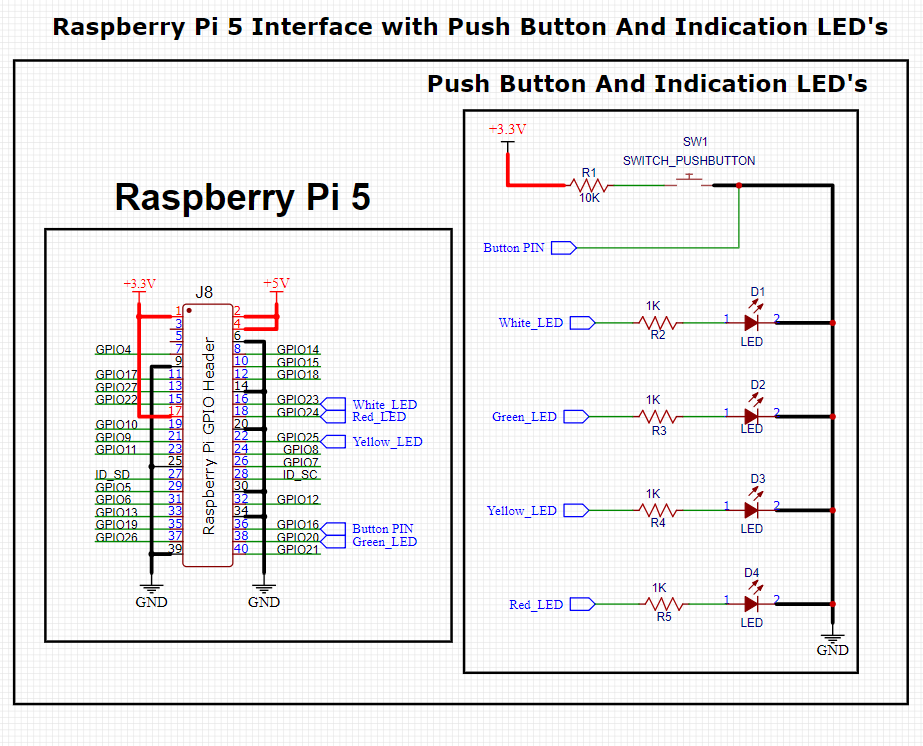 Raspberry Pi 5 Interface with Push Button And Indication LED's
Push Button And Indication LED's
Raspberry Pi 5
+3.3V
+5V
J8
Raspberry Pi GPIO Header
1 2
3 4
5 6
GPIO4 7 8 GPIO14
9 10 GPIO15
GPIO17 11 12 GPIO18
GPIO27 13 14
GPIO22 15 16 GPIO23 White_LED
17 18 GPIO24 Red_LED
GPIO10 19 20
GPIO9 21 22 GPIO25 Yellow_LED
GPIO11 23 24 GPIO8
25 26 GPIO7
ID_SD 27 28 ID_SC
GPIO5 29 30
GPIO6 31 32 GPIO12
GPIO13 33 34
GPIO19 35 36 GPIO16 Button PIN
GPIO26 37 38 GPIO20 Green_LED
39 40 GPIO21
GND GND
+3.3V
SW1
SWITCH_PUSHBUTTON
R1
10K
Button PIN
D1
1K
White_LED 1 2
R2
LED
D2
1K
Green_LED 1 2
R3
LED
D3
1K
Yellow_LED 1 2
R4
LED
D4
1K
Red_LED 1 2
R5
LED
GND